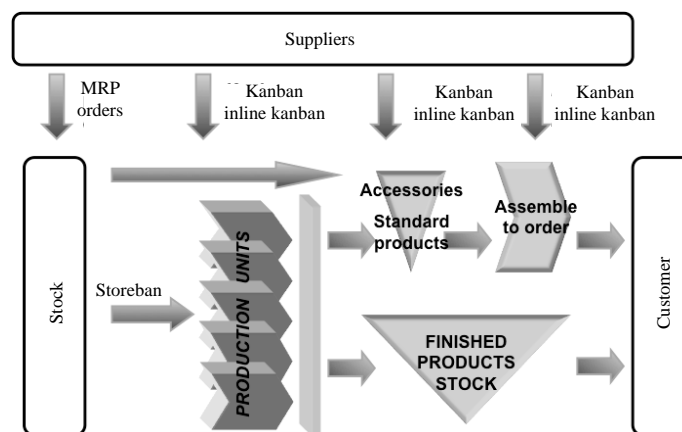 Suppliers
MRP
orders
Kanban
inline kanban
Kanban
inline kanban
Kanban
inline kanban
Stock
Storeban
PRODUCTION UNITS
Accessories
Standard
products
Assemble
to order
FINISHED
PRODUCTS
STOCK
Customer